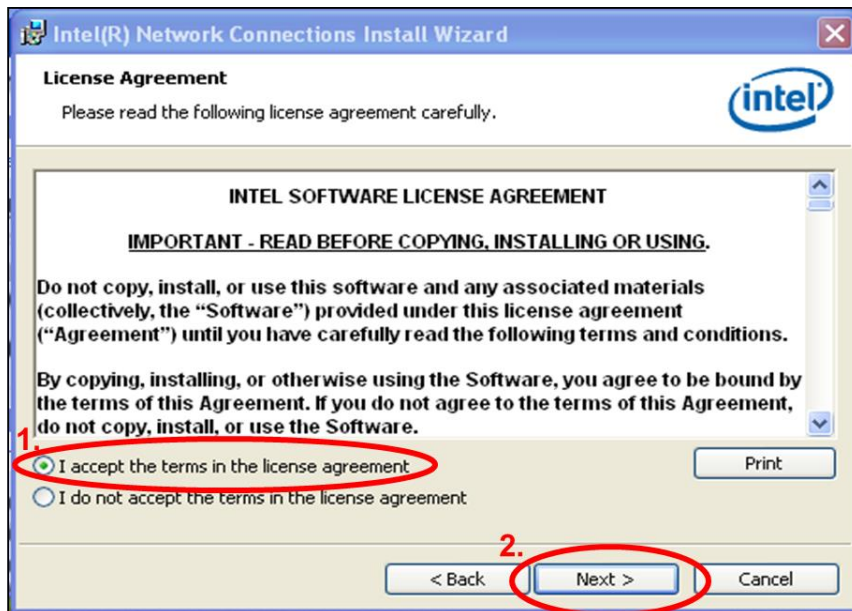 Intel(R) Network Connections Install Wizard
License Agreement
Please read the following license agreement carefully.
intel
INTEL SOFTWARE LICENSE AGREEMENT
IMPORTANT - READ BEFORE COPYING, INSTALLING OR USING.
Do not copy, install, or use this software and any associated materials
(collectively, the “Software”) provided under this license agreement
(“Agreement”) until you have carefully read the following terms and conditions.
By copying, installing, or otherwise using the Software, you agree to be bound by
the terms of this Agreement. If you do not agree to the terms of this Agreement,
do not copy, install, or use the Software.
1.
I accept the terms in the license agreement
Print
I do not accept the terms in the license agreement
2.
< Back
Next >
Cancel